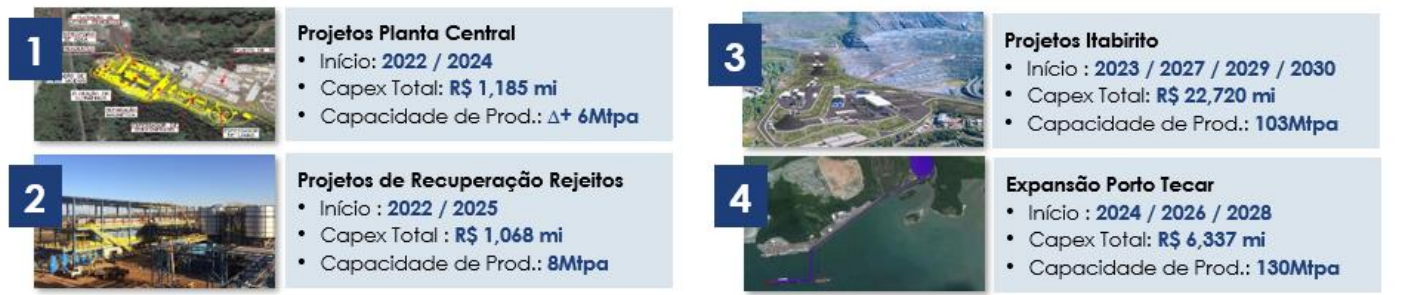 1
Projetos Planta Central
• Início: 2022 / 2024
• Capex Total: R$ 1,185 mi
• Capacidade de Prod.: Δ+ 6Mtpa
2
Projetos de Recuperação Rejeitos
• Início : 2022 / 2025
• Capex Total : R$ 1,068 mi
• Capacidade de Prod.: 8Mtpa
3
Projetos Itabirito
• Início : 2023 / 2027 / 2029 / 2030
• Capex Total: R$ 22,720 mi
• Capacidade de Prod.: 103Mtpa
4
Expansão Porto Tecar
• Início : 2024 / 2026 / 2028
• Capex Total: R$ 6,337 mi
• Capacidade de Prod.: 130Mtpa